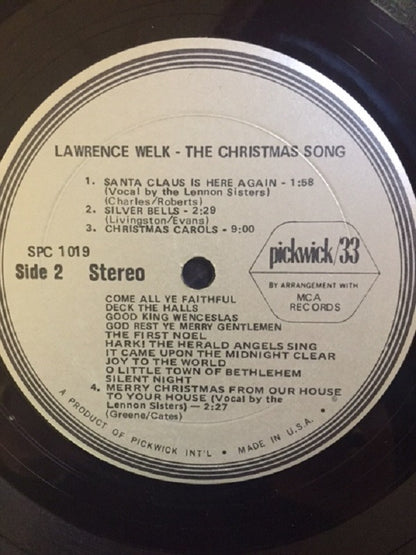 LAWRENCE WELK - THE CHRISTMAS SONG
1. SANTA CLAUS IS HERE AGAIN - 1:58
(Vocal by the Lennon Sisters)
(Charles/Roberts)
2. SILVER BELLS - 2:29
(Livingston/Evans)
3. CHRISTMAS CAROLS - 9:00
SPC 1019
Side 2 Stereo
pickwick/33
BY ARRANGEMENT WITH
MCA
RECORDS
COME ALL YE FAITHFUL
DECK THE HALLS
GOOD KING WENCESLAS
GOD REST YE MERRY GENTLEMEN
THE FIRST NOEL
HARK! THE HERALD ANGELS SING
IT CAME UPON THE MIDNIGHT CLEAR
JOY TO THE WORLD
O LITTLE TOWN OF BETHLEHEM
SILENT NIGHT
4. MERRY CHRISTMAS FROM OUR HOUSE
TO YOUR HOUSE (Vocal by the
Lennon Sisters) - 2:27
(Greene/Cates)
A PRODUCT OF PICKWICK INT'L • MADE IN U.S.A. •